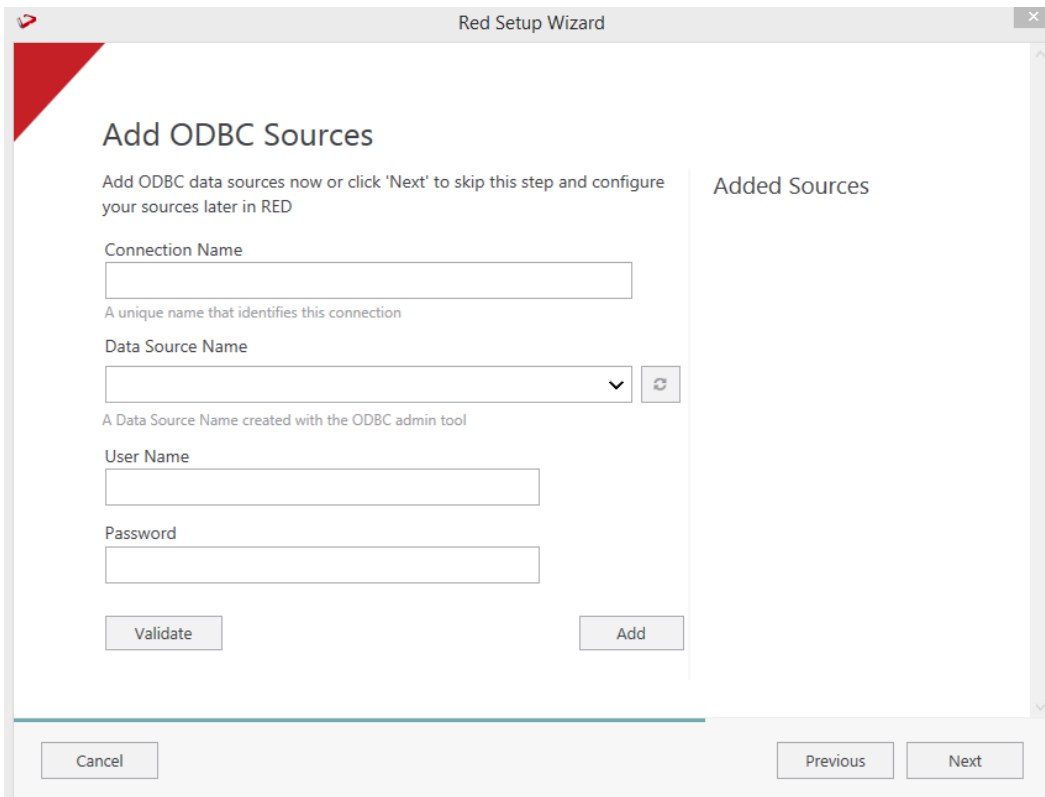 Red Setup Wizard
Add ODBC Sources
Add ODBC data sources now or click 'Next' to skip this step and configure
your sources later in RED
Added Sources
Connection Name
A unique name that identifies this connection
Data Source Name
A Data Source Name created with the ODBC admin tool
User Name
Password
Validate
Add
Cancel
Previous
Next